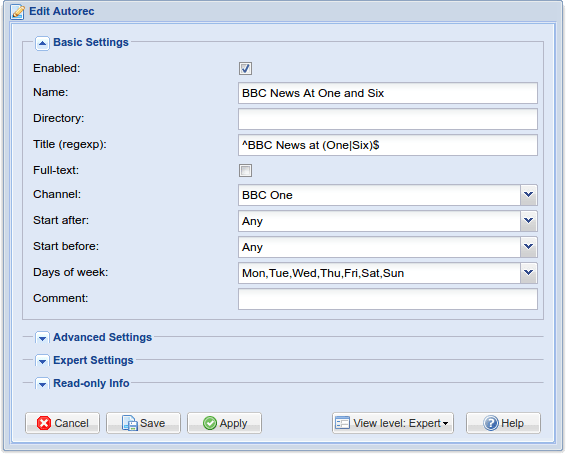 Edit Autorec
Basic Settings
Enabled:
Name: BBC News At One and Six
Directory:
Title (regexp): ^BBC News at (One|Six)$
Full-text:
Channel: BBC One
Start after: Any
Start before: Any
Days of week: Mon,Tue,Wed,Thu,Fri,Sat,Sun
Comment:
Advanced Settings
Expert Settings
Read-only Info
Cancel Save Apply View level: Expert Help